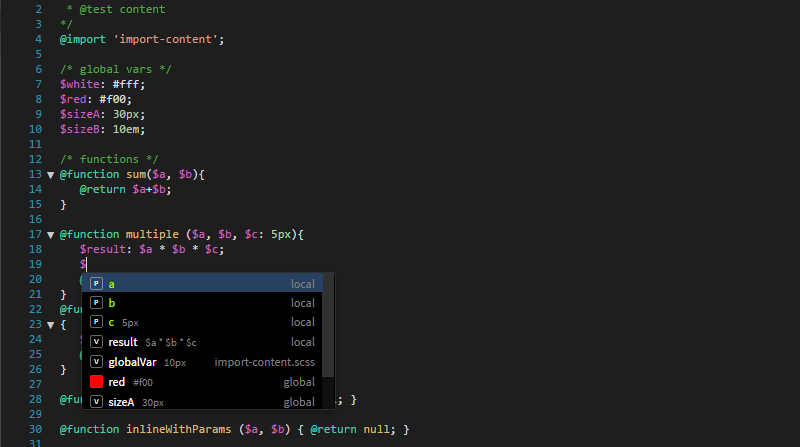 2 * @test content
3 */
4 @import 'import-content';
5
6 /* global vars */
7 $white: #fff;
8 $red: #f00;
9 $sizeA: 30px;
10 $sizeB: 10em;
11
12 /* functions */
13 @function sum($a, $b){
14 @return $a+$b;
15 }
16
17 @function multiple ($a, $b, $c: 5px){
18 $result: $a * $b * $c;
19 $
20 @
P a local
21 }
P b local
22 @fu
23 {
P c 5px local
24 $
V result $a * $b * $c local
25 @
V globalVar 10px import-content.scss
26 }
red #f00 global
27
28 @fu ; }
V sizeA 30px global
29
30 @function inlineWithParams ($a, $b) { @return null; }
31